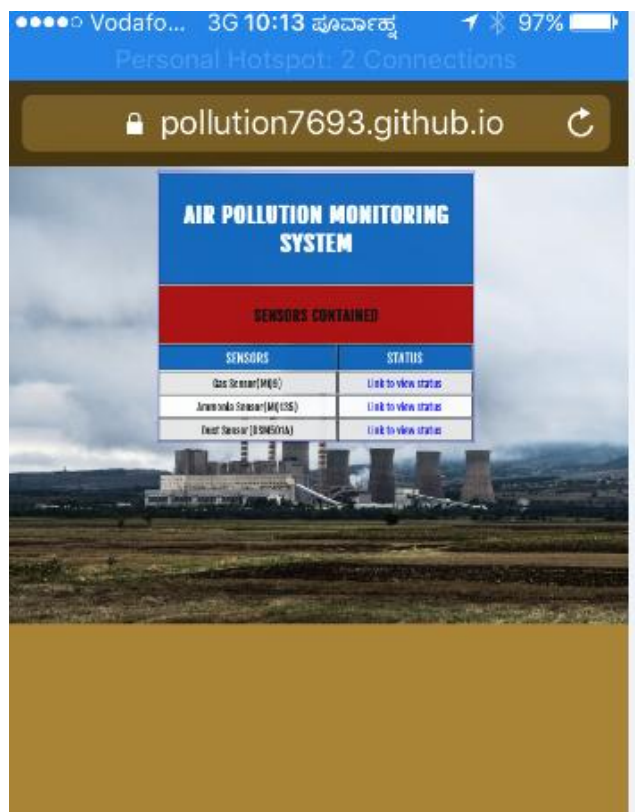 Vodafo... 3G 10:13 ಪೂರ್ವಾಹ್ನ 97%
Personal Hotspot: 2 Connections
pollution7693.github.io
AIR POLLUTION MONITORING
SYSTEM
SENSORS CONTAINED
SENSORS STATUS
Gas Sensor(MQ6) Link to view status
Ammonia Sensor(MQ135) Link to view status
Dust Sensor (DSM501A) Link to view status